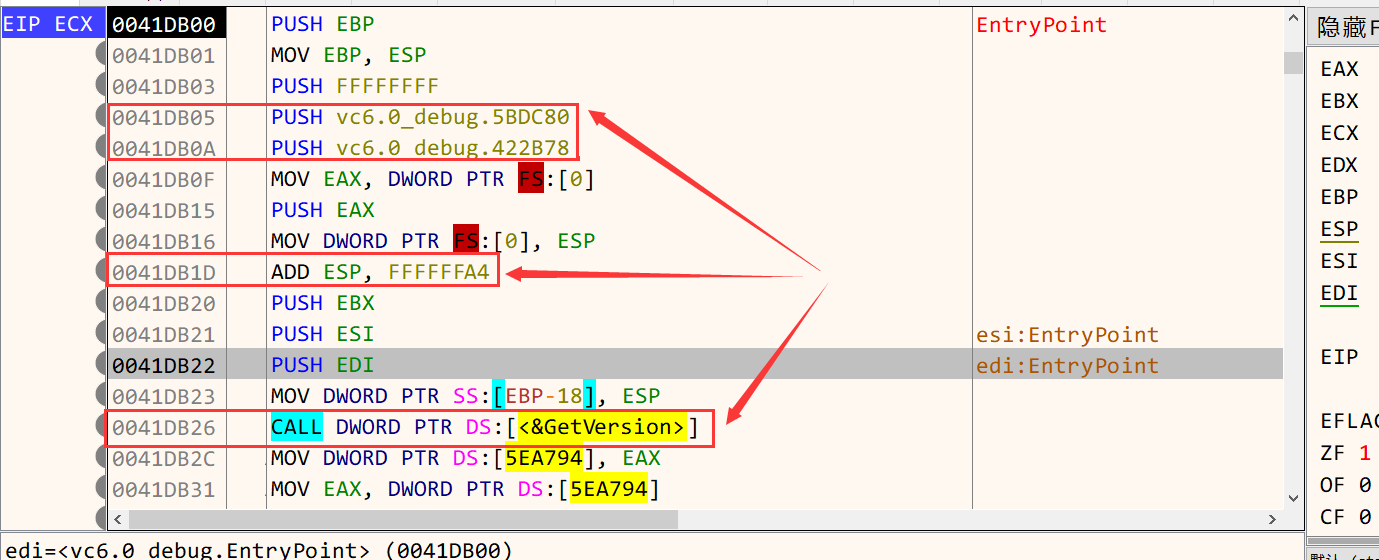 EIP ECX 0041DB00 PUSH EBP EntryPoint 隐藏F
0041DB01 MOV EBP, ESP
0041DB03 PUSH FFFFFFFF EAX
0041DB05 PUSH vc6.0_debug.5BDC80 EBX
0041DB0A PUSH vc6.0_debug.422B78 ECX
0041DB0F MOV EAX, DWORD PTR FS:[0] EDX
0041DB15 PUSH EAX EBP
0041DB16 MOV DWORD PTR FS:[0], ESP ESP
0041DB1D ADD ESP, FFFFFFA4 ESI
0041DB20 PUSH EBX EDI
0041DB21 PUSH ESI esi:EntryPoint
0041DB22 PUSH EDI edi:EntryPoint EIP
0041DB23 MOV DWORD PTR SS:[EBP-18], ESP
0041DB26 CALL DWORD PTR DS:[<&GetVersion>] EFLAG
0041DB2C MOV DWORD PTR DS:[5EA794], EAX ZF 1
0041DB31 MOV EAX, DWORD PTR DS:[5EA794] OF 0
CF 0
edi=<vc6.0_debug.EntryPoint> (0041DB00)